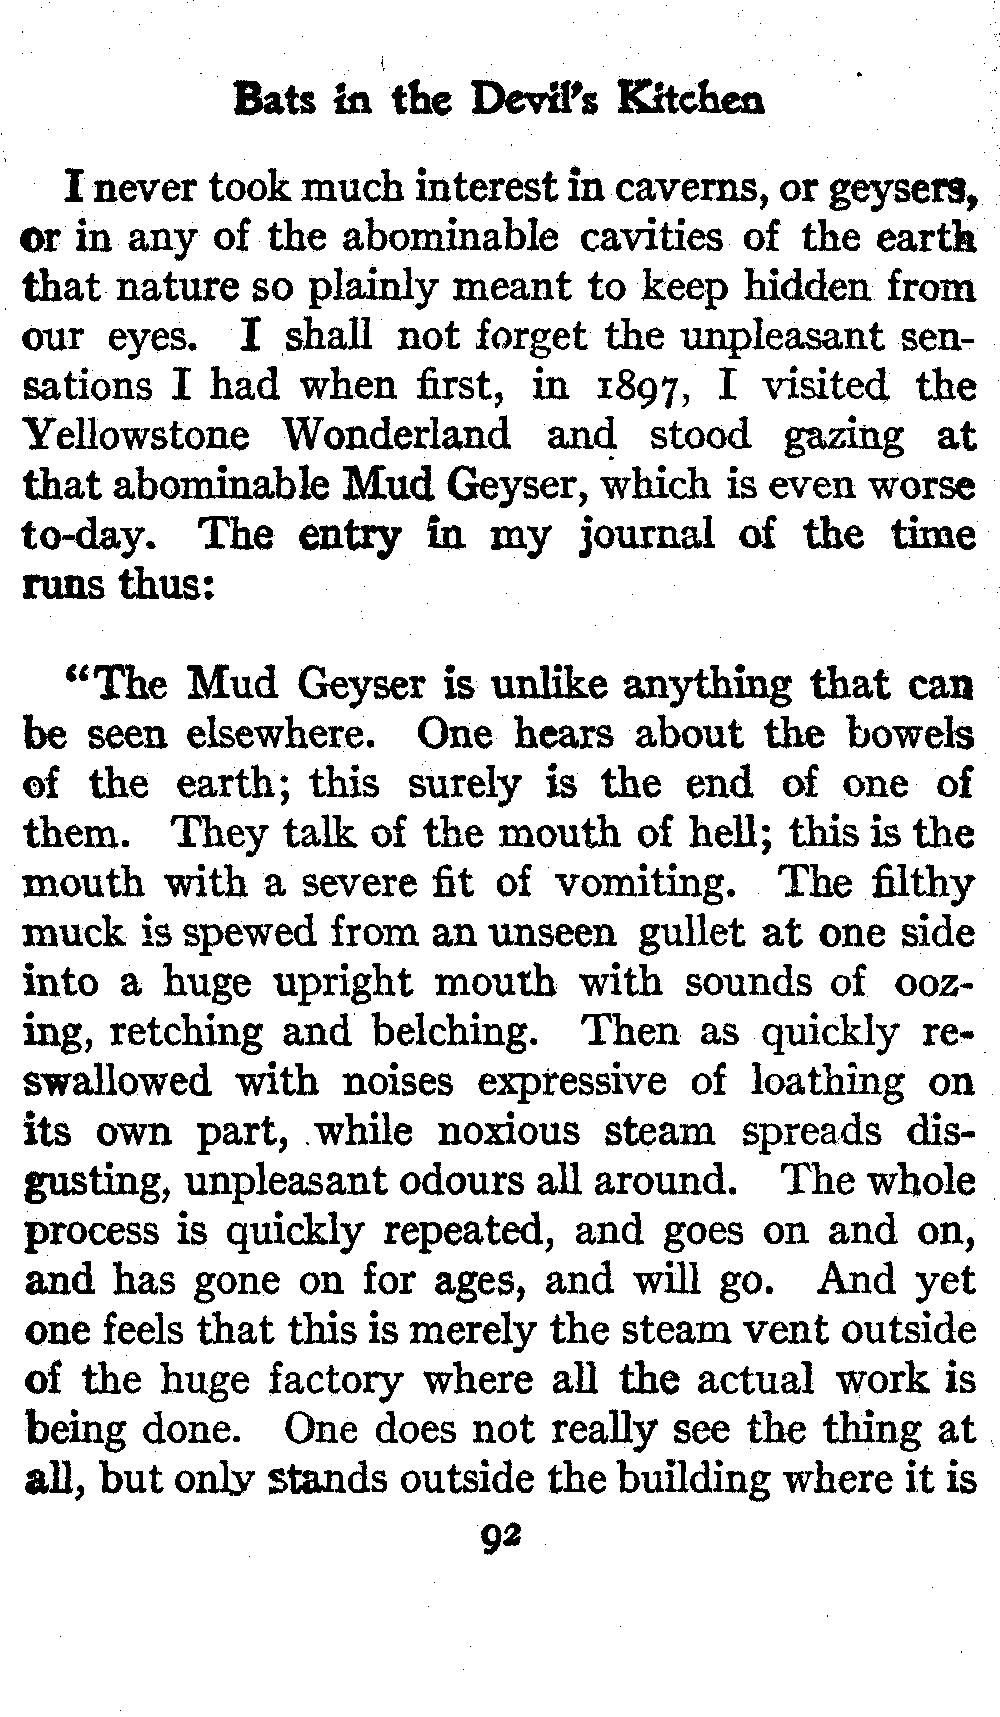 Bats in the Devil's Kitchen
I never took much interest in caverns, or geysers,
or in any of the abominable cavities of the earth
that nature so plainly meant to keep hidden from
our eyes. I shall not forget the unpleasant sen-
sations I had when first, in 1897, I visited the
Yellowstone Wonderland and stood gazing at
that abominable Mud Geyser, which is even worse
to-day. The entry in my journal of the time
runs thus:
"The Mud Geyser is unlike anything that can
be seen elsewhere. One hears about the bowels
of the earth; this surely is the end of one of
them. They talk of the mouth of hell; this is the
mouth with a severe fit of vomiting. The filthy
muck is spewed from an unseen gullet at one side
into a huge upright mouth with sounds of ooz-
ing, retching and belching. Then as quickly re-
swallowed with noises expressive of loathing on
its own part, while noxious steam spreads dis-
gusting, unpleasant odours all around. The whole
process is quickly repeated, and goes on and on,
and has gone on for ages, and will go. And yet
one feels that this is merely the steam vent outside
of the huge factory where all the actual work is
being done. One does not really see the thing at
all, but only stands outside the building where it is
92